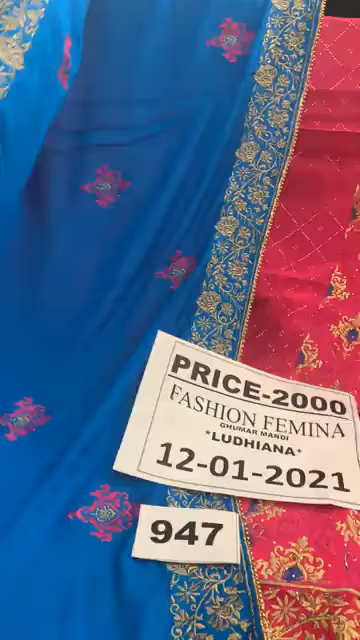 PRICE-2000
FASHION FEMINA
GHUMAR MANDI
*LUDHIANA*
12-01-2021
947